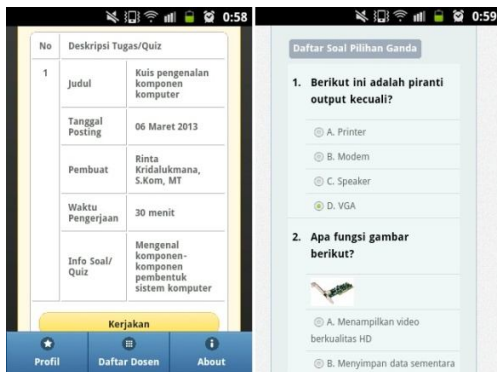 0:58
No Deskripsi Tugas/Quiz
1
Judul
Kuis pengenalan
komponen
komputer
Tanggal
Posting
06 Maret 2013
Pembuat
Rinta
Kridalukmana,
S.Kom, MT
Waktu
Pengerjaan
30 menit
Info Soal/
Quiz
Mengenal
komponen-
komponen
pembentuk
sistem komputer
Kerjakan
Profil Daftar Dosen About
0:59
Daftar Soal Pilihan Ganda
1. Berikut ini adalah piranti
output kecuali?
A. Printer
B. Modem
C. Speaker
D. VGA
2. Apa fungsi gambar
berikut?
A. Menampilkan video
berkualitas HD
B. Menyimpan data sementara